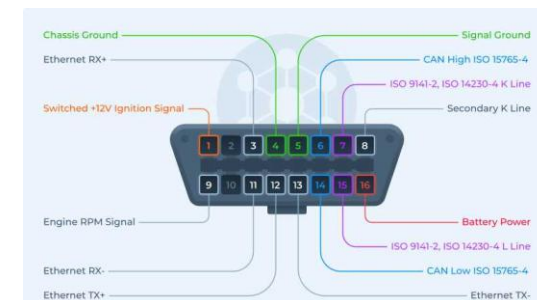 Chassis Ground
Signal Ground
Ethernet RX+
CAN High ISO 15765-4
ISO 9141-2, ISO 14230-4 K Line
Switched +12V Ignition Signal
Secondary K Line
1 2 3 4 5 6 7 8
9 10 11 12 13 14 15 16
Engine RPM Signal
Battery Power
ISO 9141-2, ISO 14230-4 L Line
Ethernet RX-
CAN Low ISO 15765-4
Ethernet TX+
Ethernet TX-